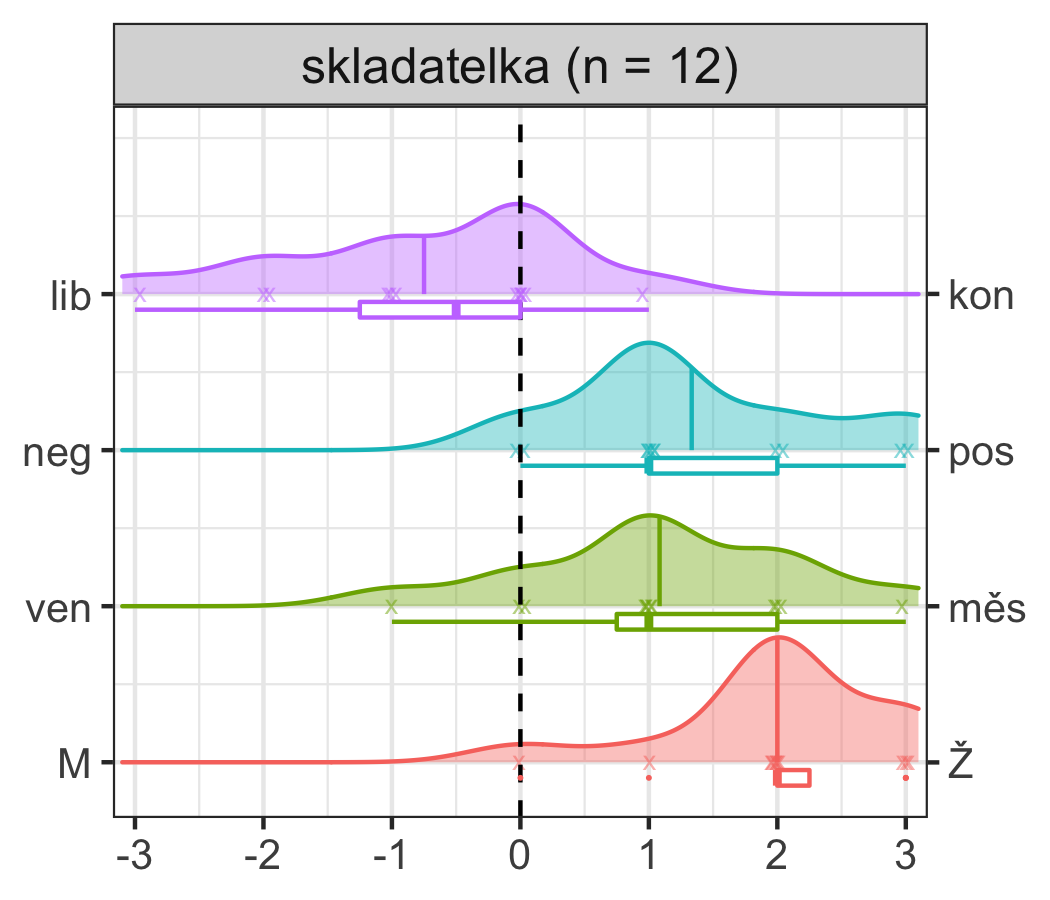 skladatelka (n = 12)
lib kon
neg pos
ven měs
M Ž
-3 -2 -1 0 1 2 3